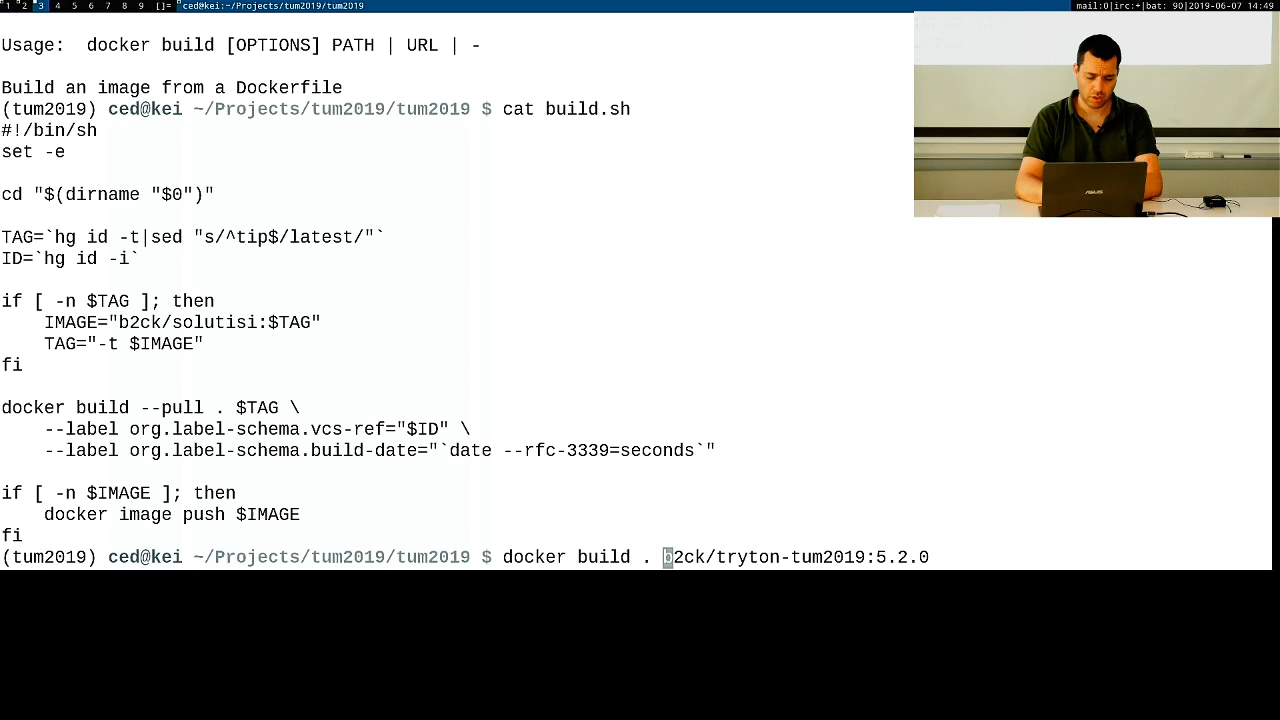 1 2 3 4 5 6 7 8 9 []= ced@kei:~/Projects/tum2019/tum2019 mail:0|irc:+|bat: 90|2019-06-07 14:49
Usage:  docker build [OPTIONS] PATH | URL | -
Build an image from a Dockerfile
(tum2019) ced@kei ~/Projects/tum2019/tum2019 $ cat build.sh
#!/bin/sh
set -e
cd "$(dirname "$0")"
TAG=`hg id -t|sed "s/^tip$/latest/"`
ID=`hg id -i`
if [ -n $TAG ]; then
    IMAGE="b2ck/solutisi:$TAG"
    TAG="-t $IMAGE"
fi
docker build --pull . $TAG \
    --label org.label-schema.vcs-ref="$ID" \
    --label org.label-schema.build-date="`date --rfc-3339=seconds`"
if [ -n $IMAGE ]; then
    docker image push $IMAGE
fi
(tum2019) ced@kei ~/Projects/tum2019/tum2019 $ docker build . b2ck/tryton-tum2019:5.2.0
ASUS